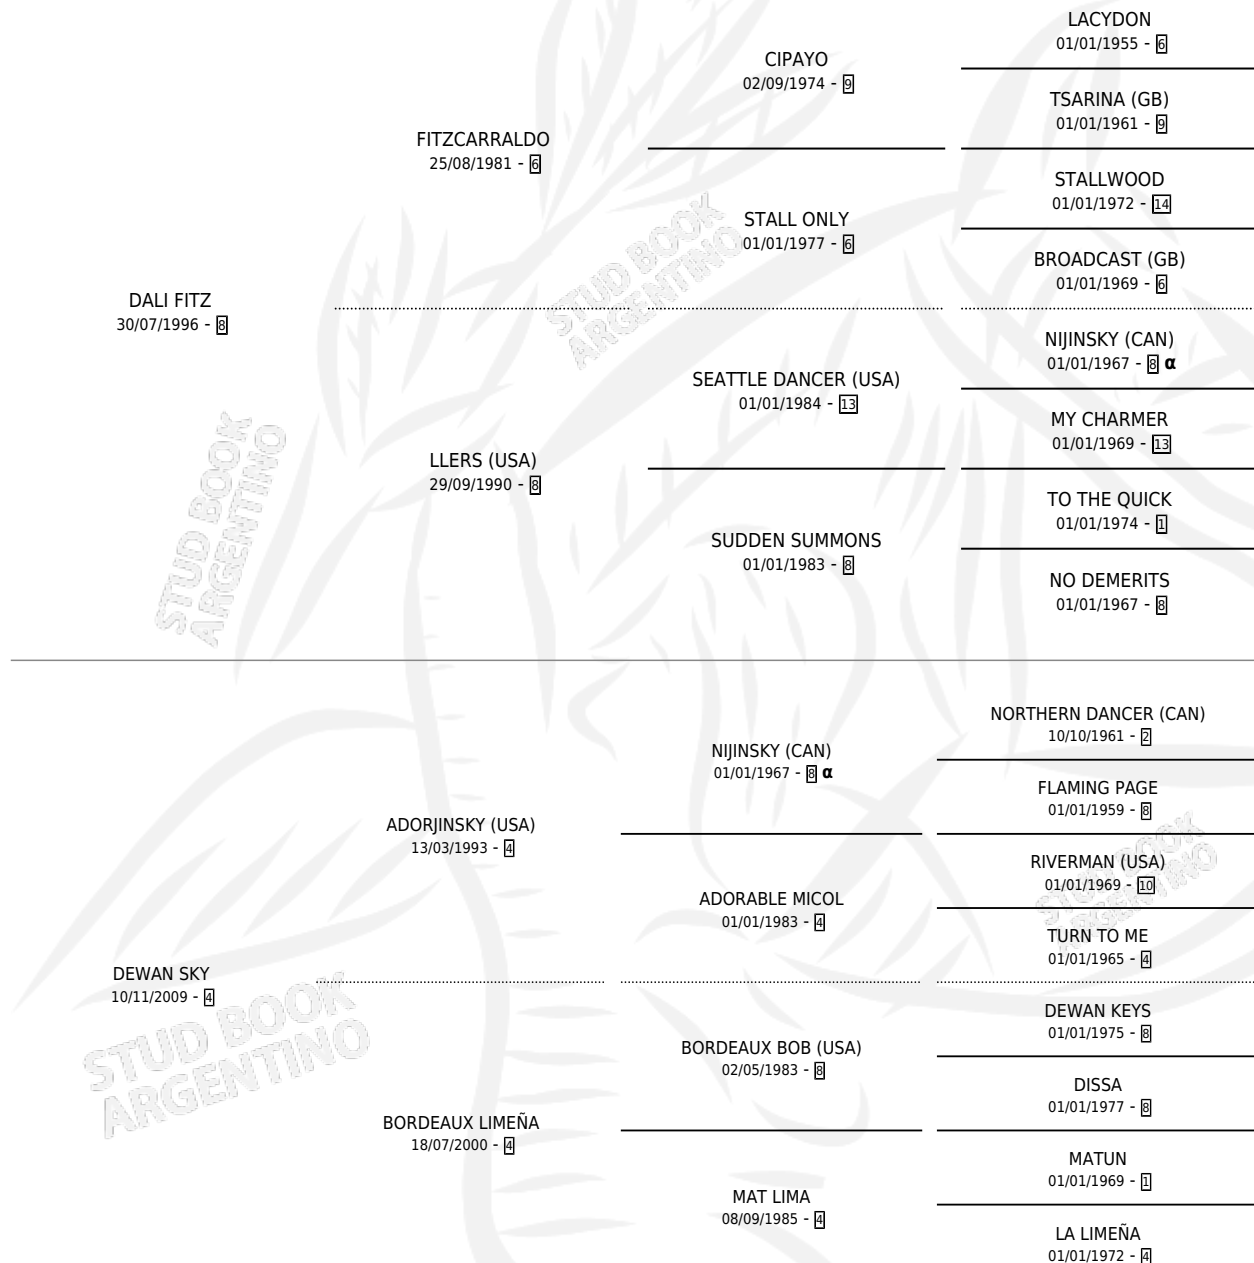 LACYDON
01/01/1955 - 6
CIPAYO
02/09/1974 - 9
TSARINA (GB)
01/01/1961 - 9
FITZCARRALDO
25/08/1981 - 6
STALLWOOD
01/01/1972 - 14
STALL ONLY
01/01/1977 - 6
BROADCAST (GB)
01/01/1969 - 6
DALI FITZ
30/07/1996 - 8
STUD BOOK
ARGENTINO
NIJINSKY (CAN)
01/01/1967 - 8 α
SEATTLE DANCER (USA)
01/01/1984 - 13
MY CHARMER
01/01/1969 - 13
LLERS (USA)
29/09/1990 - 8
TO THE QUICK
01/01/1974 - 1
SUDDEN SUMMONS
01/01/1983 - 8
NO DEMERITS
01/01/1967 - 8
STUD BOOK
ARGENTINO
NORTHERN DANCER (CAN)
10/10/1961 - 2
NIJINSKY (CAN)
01/01/1967 - 8 α
FLAMING PAGE
01/01/1959 - 8
ADORJINSKY (USA)
13/03/1993 - 4
RIVERMAN (USA)
01/01/1969 - 10
STUD BOOK
ARGENTINO
ADORABLE MICOL
01/01/1983 - 4
TURN TO ME
01/01/1965 - 4
DEWAN SKY
10/11/2009 - 4
STUD BOOK
ARGENTINO
DEWAN KEYS
01/01/1975 - 8
BORDEAUX BOB (USA)
02/05/1983 - 8
DISSA
01/01/1977 - 8
BORDEAUX LIMEÑA
18/07/2000 - 4
MATUN
01/01/1969 - 1
MAT LIMA
08/09/1985 - 4
LA LIMEÑA
01/01/1972 - 4